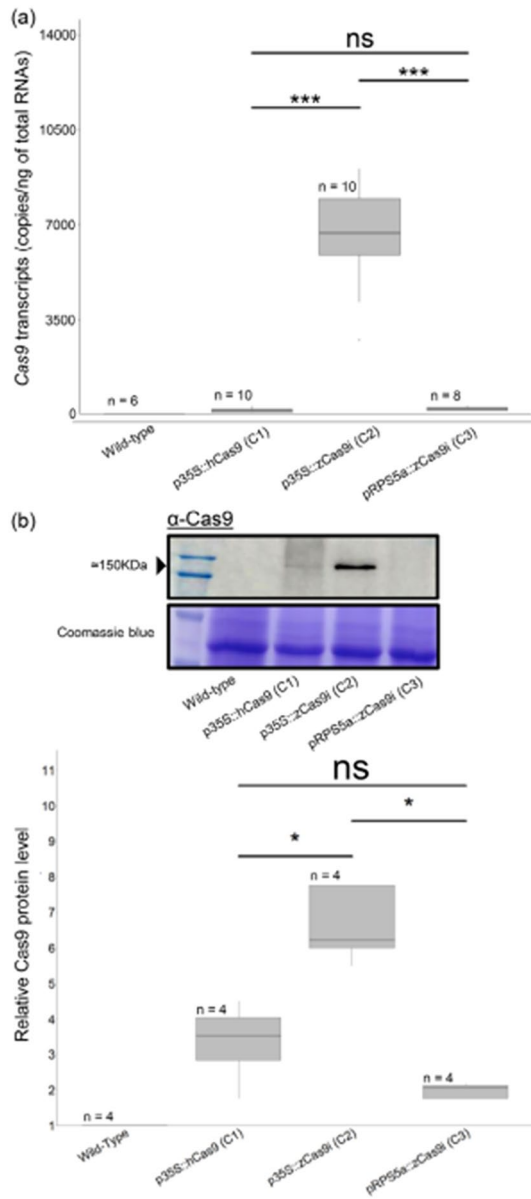 (a)
Cas9 transcripts (copies/ng of total RNAs)
14000
10500
7000
3500
0
ns
***
***
n = 6
n = 10
n = 10
n = 8
Wild-type
p35S::hCas9 (C1)
p35S::zCas9i (C2)
pRPS5a::zCas9i (C3)
(b)
α-Cas9
≈150KDa
Coomassie blue
Wild-type
p35S::hCas9 (C1)
p35S::zCas9i (C2)
pRPS5a::zCas9i (C3)
Relative Cas9 protein level
11
10
9
8
7
6
5
4
3
2
1
ns
*
*
n = 4
n = 4
n = 4
n = 4
Wild-Type
p35S::hCas9 (C1)
p35S::zCas9i (C2)
pRPS5a::zCas9i (C3)